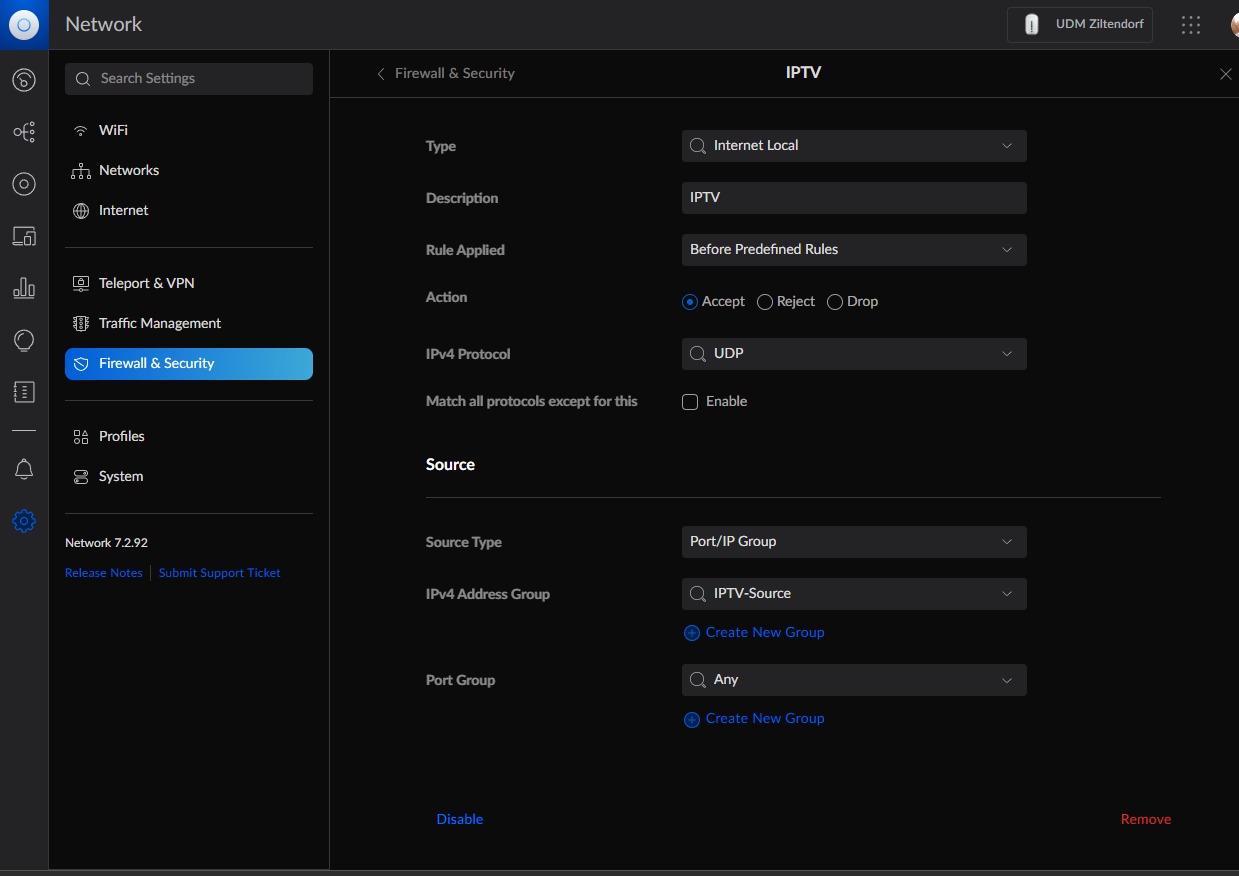 Network
UDM Ziltendorf
Search Settings
WiFi
Networks
Internet
Teleport & VPN
Traffic Management
Firewall & Security
Profiles
System
Network 7.2.92
Release Notes
Submit Support Ticket
Firewall & Security
IPTV
Type
Internet Local
Description
IPTV
Rule Applied
Before Predefined Rules
Action
Accept Reject Drop
IPv4 Protocol
UDP
Match all protocols except for this
Enable
Source
Source Type
Port/IP Group
IPv4 Address Group
IPTV-Source
Create New Group
Port Group
Any
Create New Group
Disable
Remove